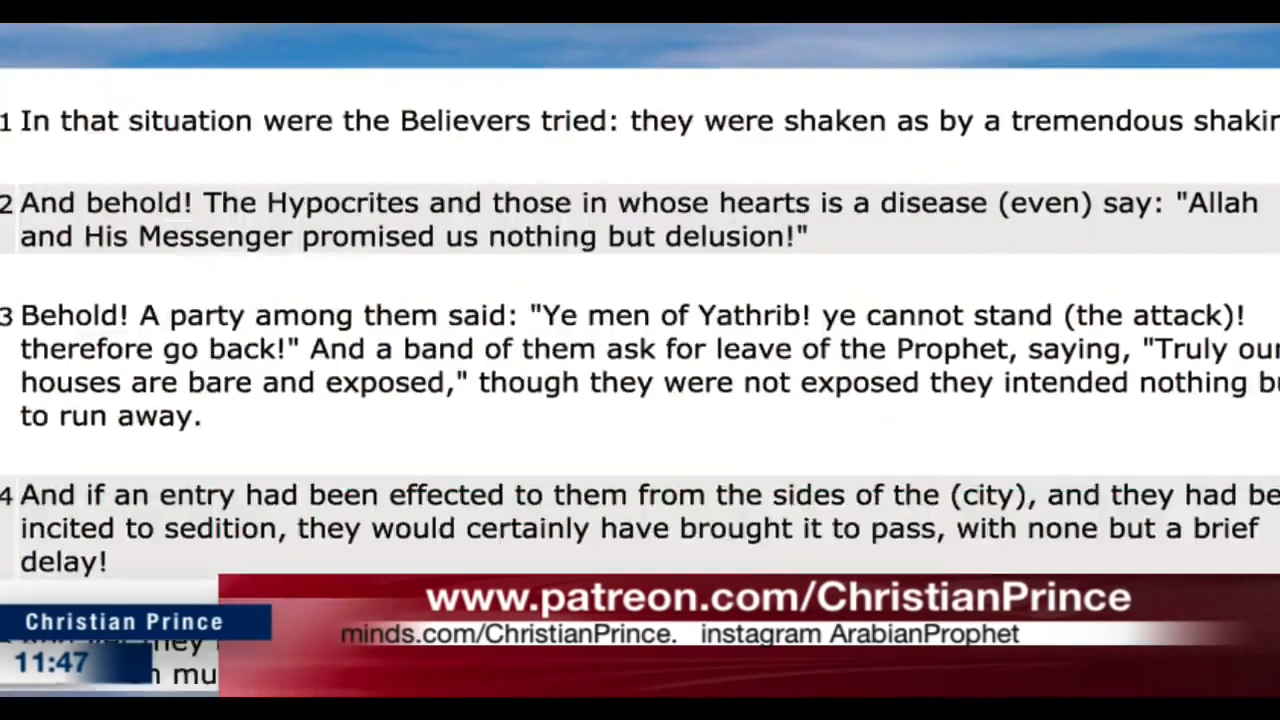 1 In that situation were the Believers tried: they were shaken as by a tremendous
2 And behold! The Hypocrites and those in whose hearts is a disease (even) say: "Allah
and His Messenger promised us nothing but delusion!"
3 Behold! A party among them said: "Ye men of Yathrib! ye cannot stand (the attack)!
therefore go back!" And a band of them ask for leave of the Prophet, saying, "Truly our
houses are bare and exposed," though they were not exposed they intended nothing
to run away.
4 And if an entry had been effected to them from the sides of the (city), and they had
incited to sedition, they would certainly have brought it to pass, with none but a brief
delay!
www.patreon.com/ChristianPrince
Christian Prince
minds.com/ChristianPrince. instagram ArabianProphet
11:47